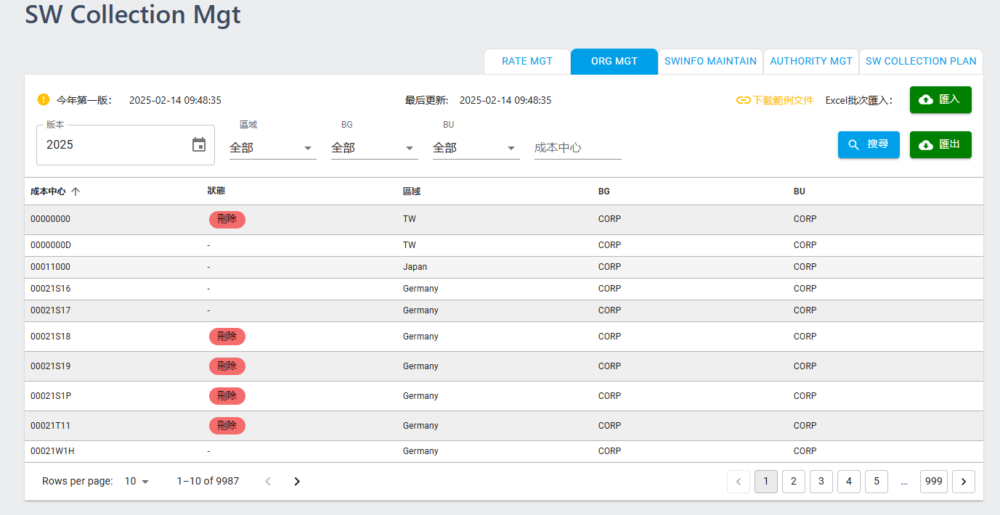 SW Collection Mgt
RATE MGT ORG MGT SWINFO MAINTAIN AUTHORITY MGT SW COLLECTION PLAN
今年第一版： 2025-02-14 09:48:35 最后更新: 2025-02-14 09:48:35 下載範例文件 Excel批次匯入： 匯入
版本 區域 BG BU
2025 全部 全部 全部 成本中心 搜尋 匯出
成本中心 狀態 區域 BG BU
00000000 刪除 TW CORP CORP
0000000D - TW CORP CORP
00011000 - Japan CORP CORP
00021S16 - Germany CORP CORP
00021S17 - Germany CORP CORP
00021S18 刪除 Germany CORP CORP
00021S19 刪除 Germany CORP CORP
00021S1P 刪除 Germany CORP CORP
00021T11 刪除 Germany CORP CORP
00021W1H - Germany CORP CORP
Rows per page: 10 1–10 of 9987 1 2 3 4 5 ... 999